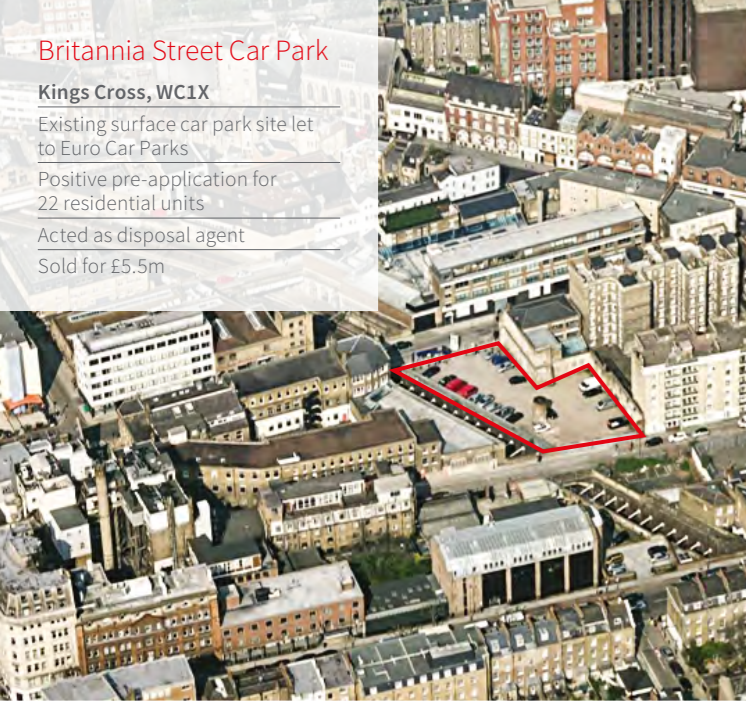 Britannia Street Car Park
Kings Cross, WC1X
Existing surface car park site let
to Euro Car Parks
Positive pre-application for
22 residential units
Acted as disposal agent
Sold for £5.5m